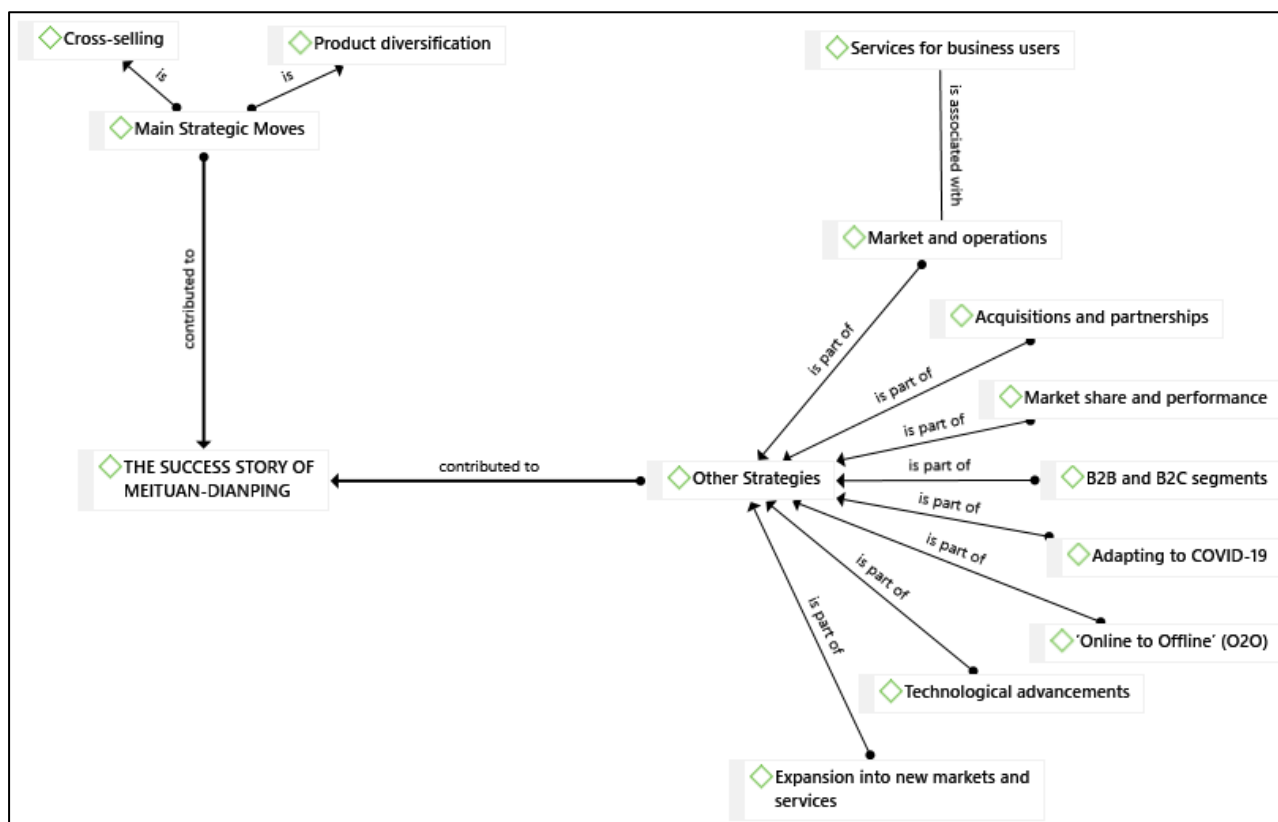 Cross-selling
Product diversification
Services for business users
is
is
Main Strategic Moves
is associated with
Market and operations
contributed to
is part of
Acquisitions and partnerships
is part of
Market share and performance
is part of
THE SUCCESS STORY OF
MEITUAN-DIANPING
contributed to
Other Strategies
is part of
B2B and B2C segments
is part of
Adapting to COVID-19
is part of
'Online to Offline' (O2O)
is part of
Technological advancements
is part of
Expansion into new markets and
services